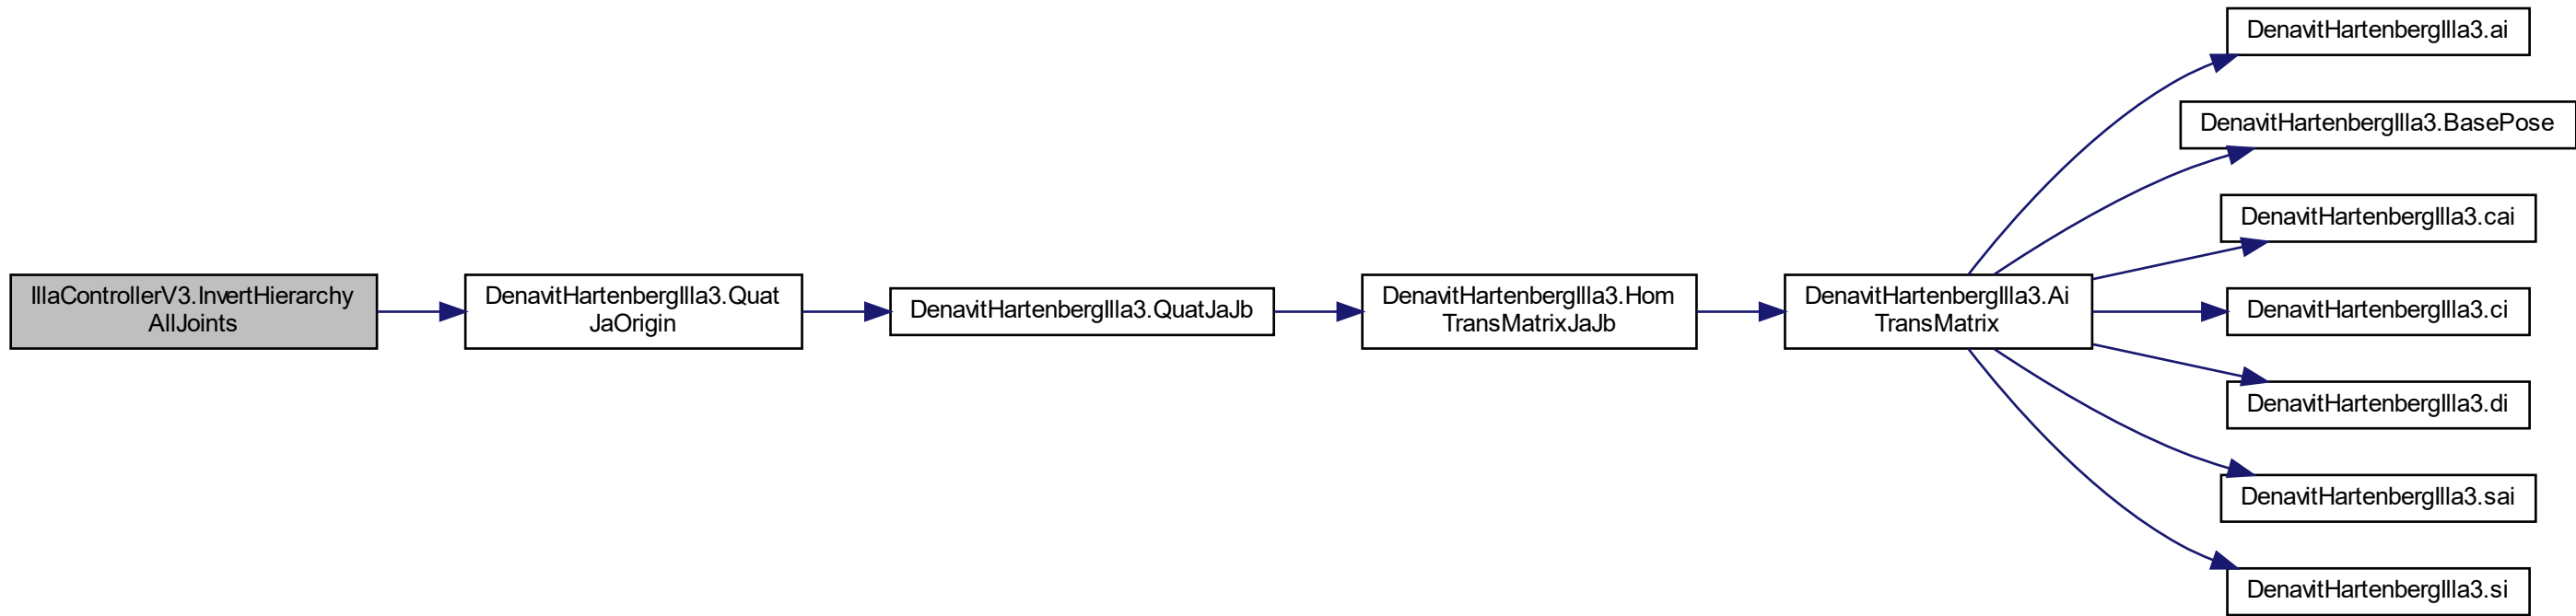 IllaControllerV3.InvertHierarchy
AllJoints
DenavitHartenbergIlla3.Quat
JaOrigin
DenavitHartenbergIlla3.QuatJaJb
DenavitHartenbergIlla3.Hom
TransMatrixJaJb
DenavitHartenbergIlla3.Ai
TransMatrix
DenavitHartenbergIlla3.ai
DenavitHartenbergIlla3.BasePose
DenavitHartenbergIlla3.cai
DenavitHartenbergIlla3.ci
DenavitHartenbergIlla3.di
DenavitHartenbergIlla3.sai
DenavitHartenbergIlla3.si